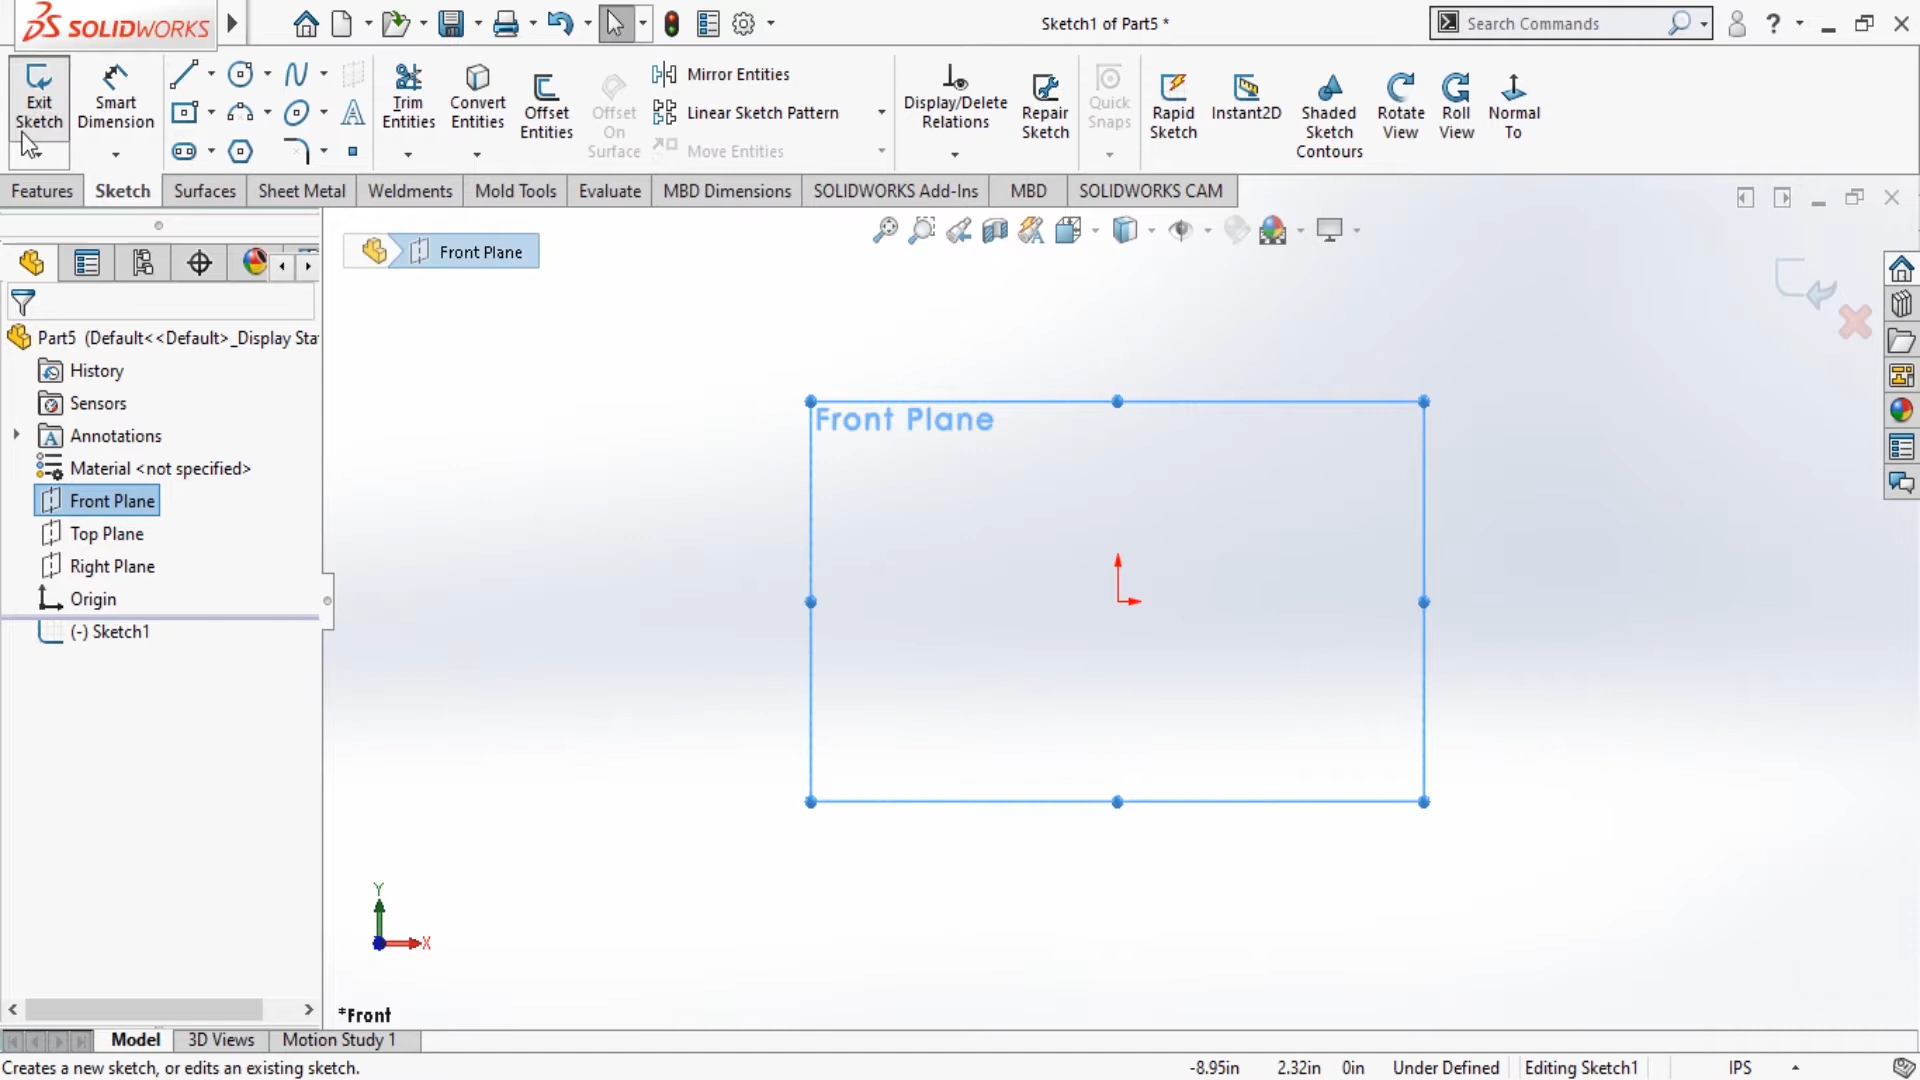 SOLIDWORKS
Sketch1 of Part5 *
Search Commands
Exit Sketch
Smart Dimension
Trim Entities
Convert Entities
Offset Entities
Offset On Surface
Mirror Entities
Linear Sketch Pattern
Move Entities
Display/Delete Relations
Repair Sketch
Quick Snaps
Rapid Sketch
Instant2D
Shaded Sketch Contours
Rotate View
Roll View
Normal To
Features
Sketch
Surfaces
Sheet Metal
Weldments
Mold Tools
Evaluate
MBD Dimensions
SOLIDWORKS Add-Ins
MBD
SOLIDWORKS CAM
Front Plane
Part5 (Default<<Default>_Display Sta
History
Sensors
Annotations
Material <not specified>
Front Plane
Top Plane
Right Plane
Origin
(-) Sketch1
Front Plane
Y
X
*Front
Model
3D Views
Motion Study 1
Creates a new sketch, or edits an existing sketch.
-8.95in
2.32in
0in
Under Defined
Editing Sketch1
IPS